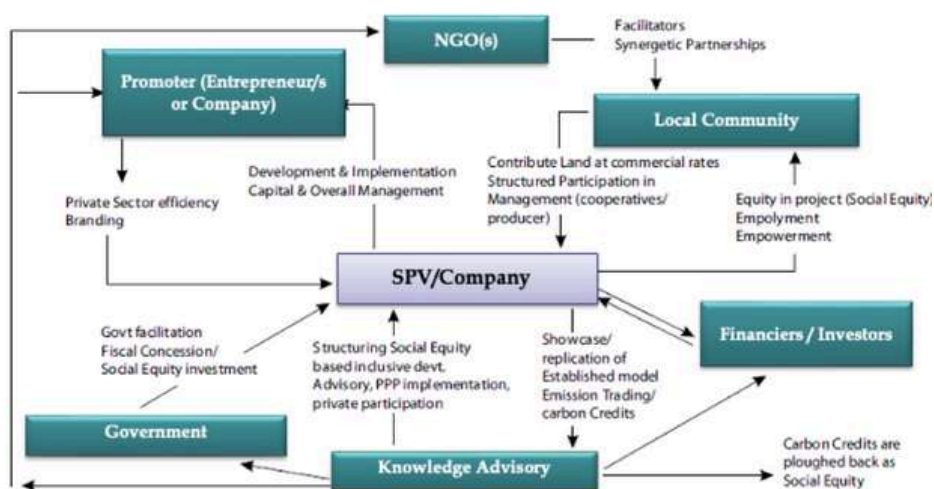 NGO(s)
Facilitators
Synergetic Partnerships
Promoter (Entrepreneur/s
or Company)
Local Community
Development & Implementation
Capital & Overall Management
Contribute Land at commercial rates
Structured Participation in
Management (cooperatives/
producer)
Private Sector efficiency
Branding
Equity in project (Social Equity)
Empolyment
Empowerment
SPV/Company
Govt facilitation
Fiscal Concession/
Social Equity investment
Structuring Social Equity
based inclusive devt.
Advisory, PPP implementation,
private participation
Showcase/
replication of
Established model
Emission Trading/
carbon Credits
Financiers / Investors
Government
Knowledge Advisory
Carbon Credits are
ploughed back as
Social Equity